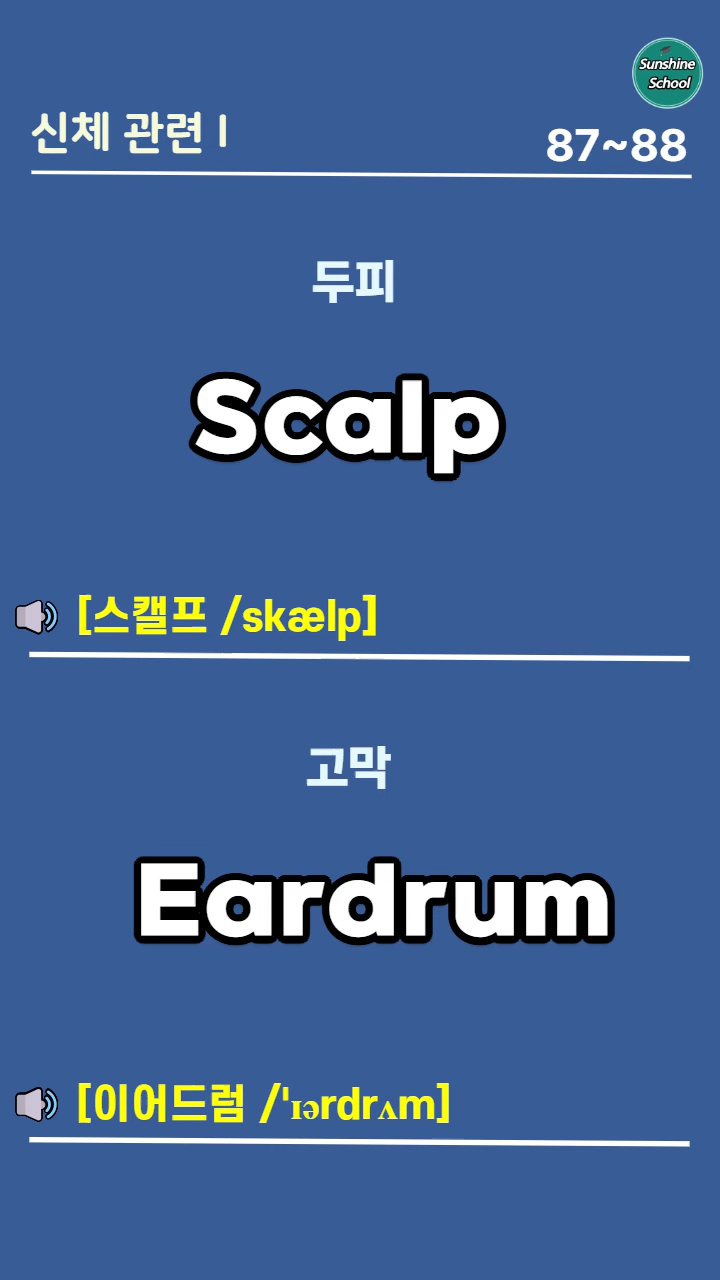 Sunshine
School
신체 관련 I
87~88
두피
Scalp
[스캘프 /skælp]
고막
Eardrum
[이어드럼 /ˈɪərdrʌm]